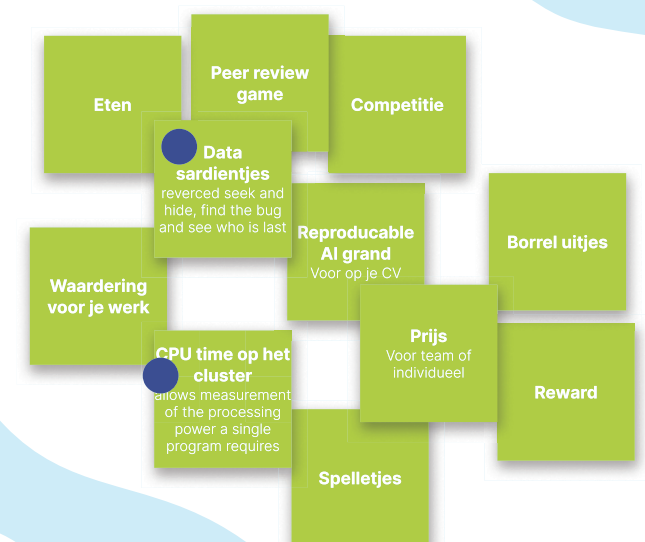 Peer review
game
Eten
Competitie
Data
sardientjes
reverced seek and
hide, find the bug
and see who is last
Reproducable
AI grand
Voor op je CV
Borrel uitjes
Waardering
voor je werk
Prijs
Voor team of
individueel
CPU time op het
cluster
allows measurement
of the processing
power a single
program requires
Reward
Spelletjes